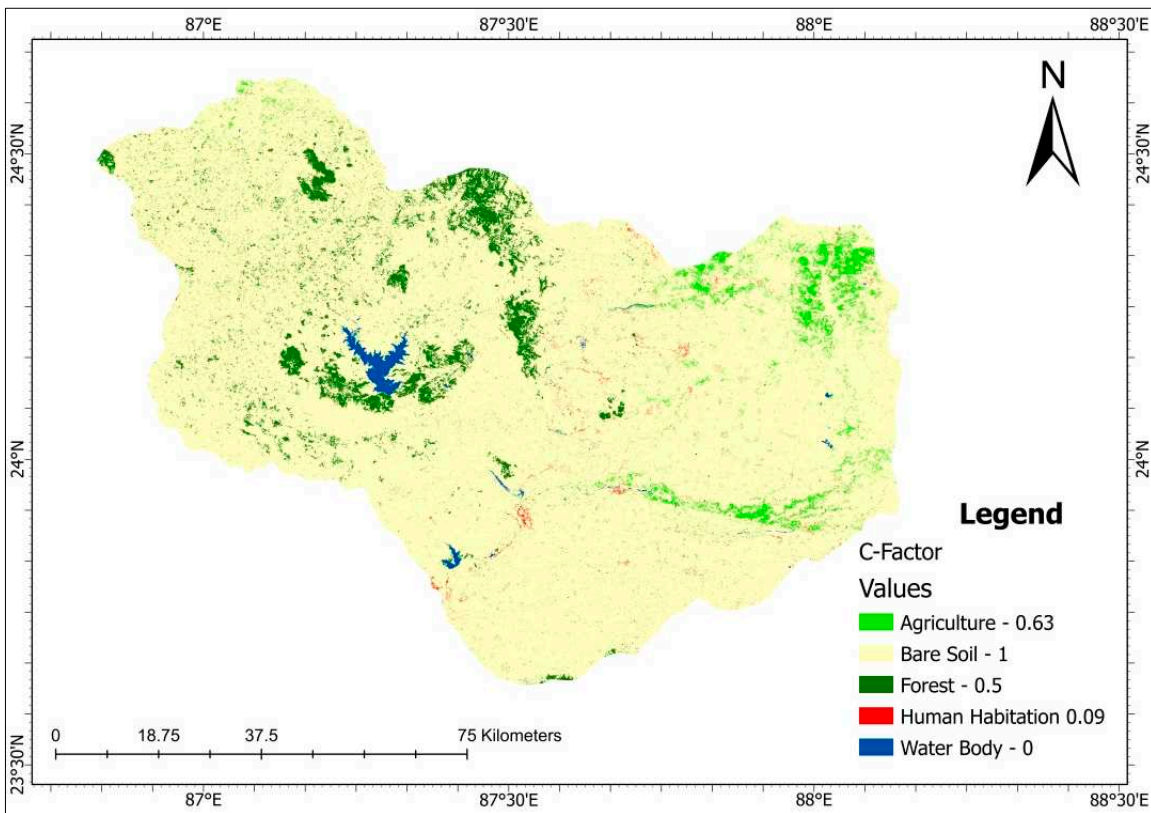 87°E 87°30'E 88°E 88°30'E
N
24°30'N 24°30'N
24°N 24°N
Legend
C-Factor
Values
Agriculture - 0.63
Bare Soil - 1
Forest - 0.5
Human Habitation 0.09
Water Body - 0
0 18.75 37.5 75 Kilometers
23°30'N 23°30'N
87°E 87°30'E 88°E 88°30'E